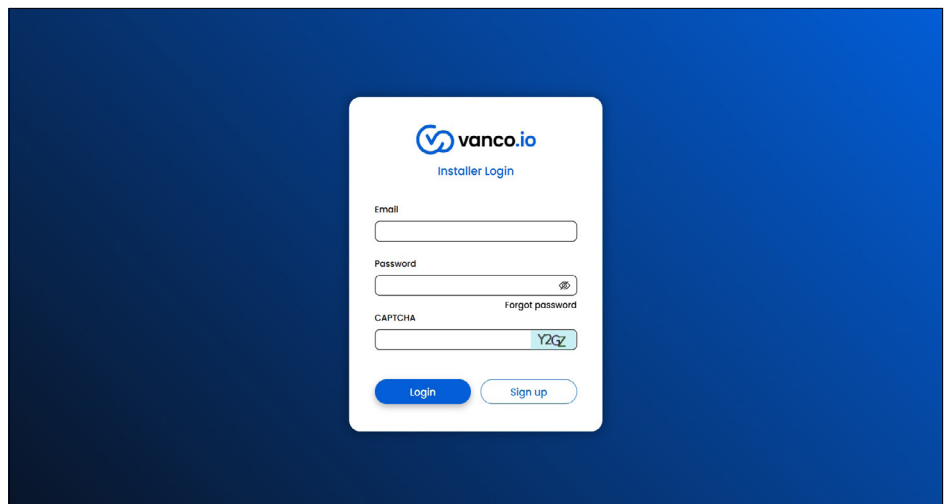 vanco.io
Installer Login
Email
Password
Forgot password
CAPTCHA
Y2GZ
Login
Sign up